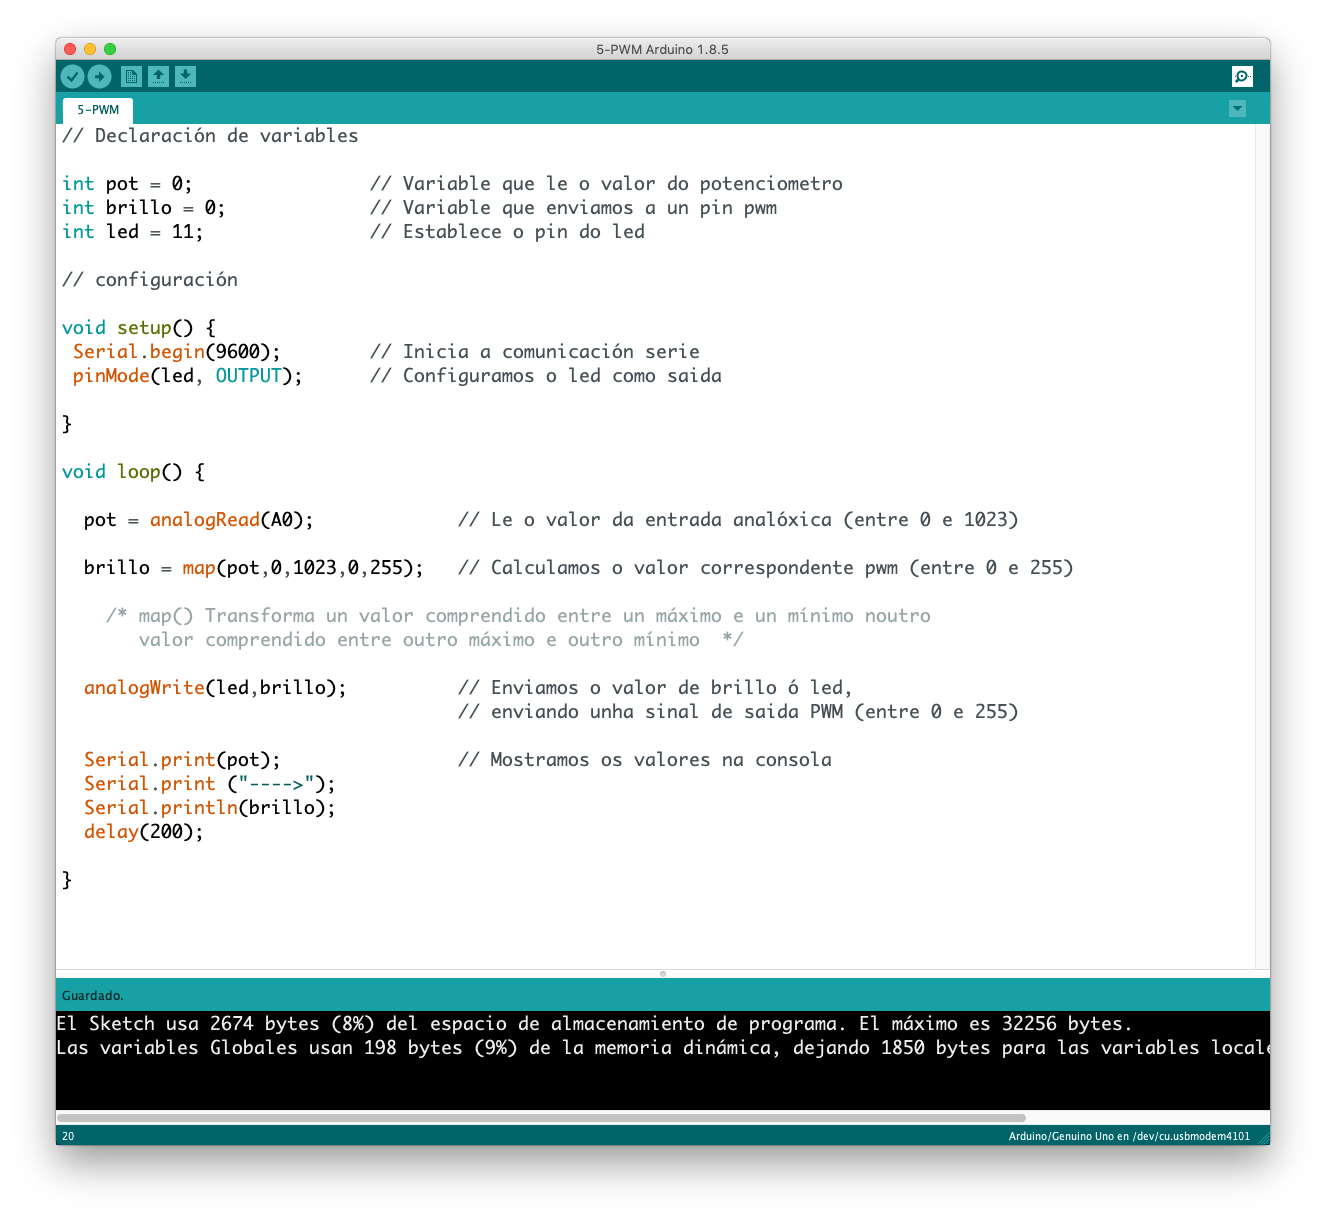 5-PWM Arduino 1.8.5
5-PWM
// Declaración de variables
int pot = 0; // Variable que le o valor do potenciometro
int brillo = 0; // Variable que enviamos a un pin pwm
int led = 11; // Establece o pin do led
// configuración
void setup() {
Serial.begin(9600); // Inicia a comunicación serie
pinMode(led, OUTPUT); // Configuramos o led como saida
}
void loop() {
pot = analogRead(A0); // Le o valor da entrada analóxica (entre 0 e 1023)
brillo = map(pot,0,1023,0,255); // Calculamos o valor correspondente pwm (entre 0 e 255)
/* map() Transforma un valor comprendido entre un máximo e un mínimo noutro
valor comprendido entre outro máximo e outro mínimo */
analogWrite(led,brillo); // Enviamos o valor de brillo ó led,
// enviando unha sinal de saida PWM (entre 0 e 255)
Serial.print(pot); // Mostramos os valores na consola
Serial.print ("---->");
Serial.println(brillo);
delay(200);
}
Guardado.
El Sketch usa 2674 bytes (8%) del espacio de almacenamiento de programa. El máximo es 32256 bytes.
Las variables Globales usan 198 bytes (9%) de la memoria dinámica, dejando 1850 bytes para las variables locale
20
Arduino/Genuino Uno en /dev/cu.usbmodem4101